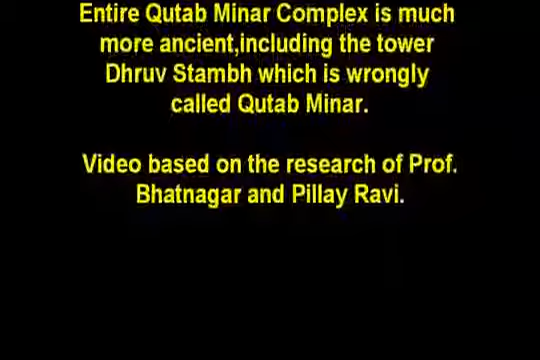 Entire Qutab Minar Complex is much
more ancient,including the tower
Dhruv Stambh which is wrongly
called Qutab Minar.
Video based on the research of Prof.
Bhatnagar and Pillay Ravi.